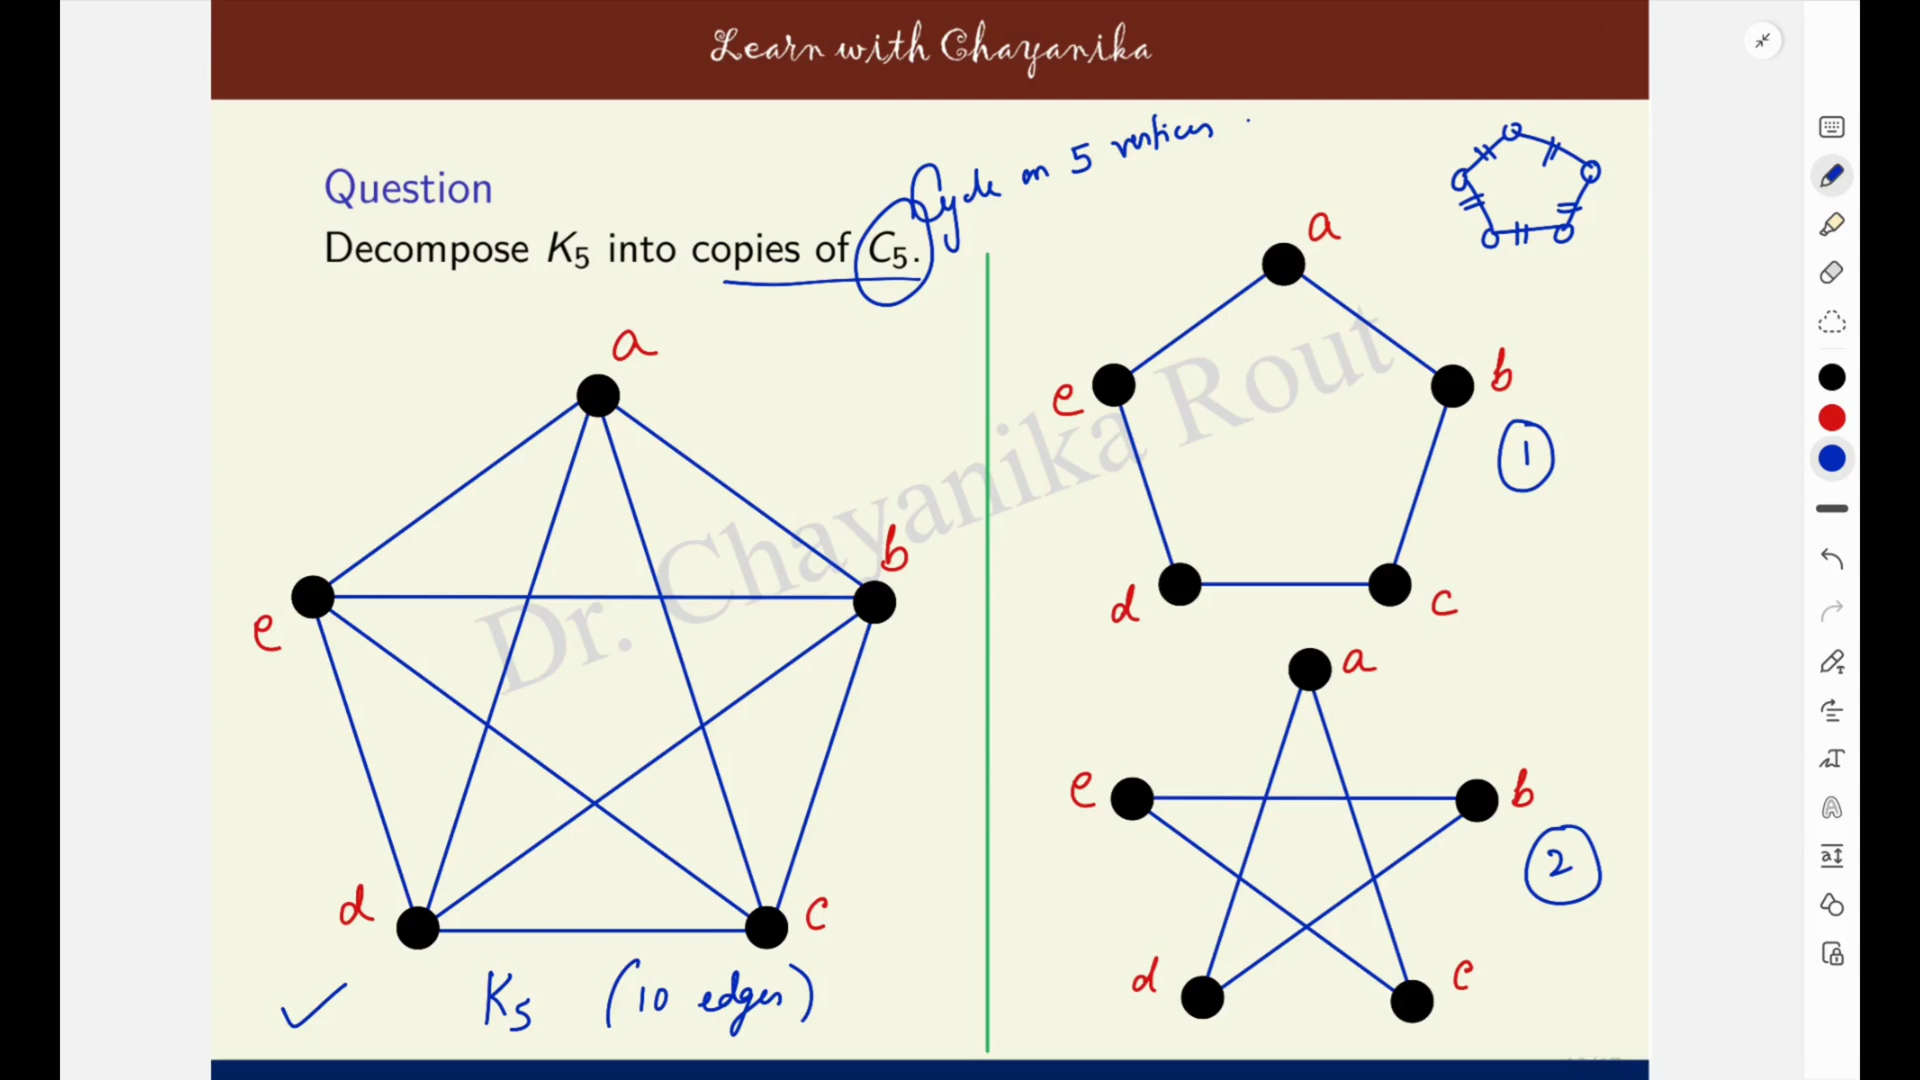 Learn with Chayanika
Cycle on 5 vertices
Question
Decompose K₅ into copies of C₅.
a
b
c
d
e
K₅ (10 edges)
a
b
c
d
e
1
a
b
c
d
e
2
Dr. Chayanika Rout